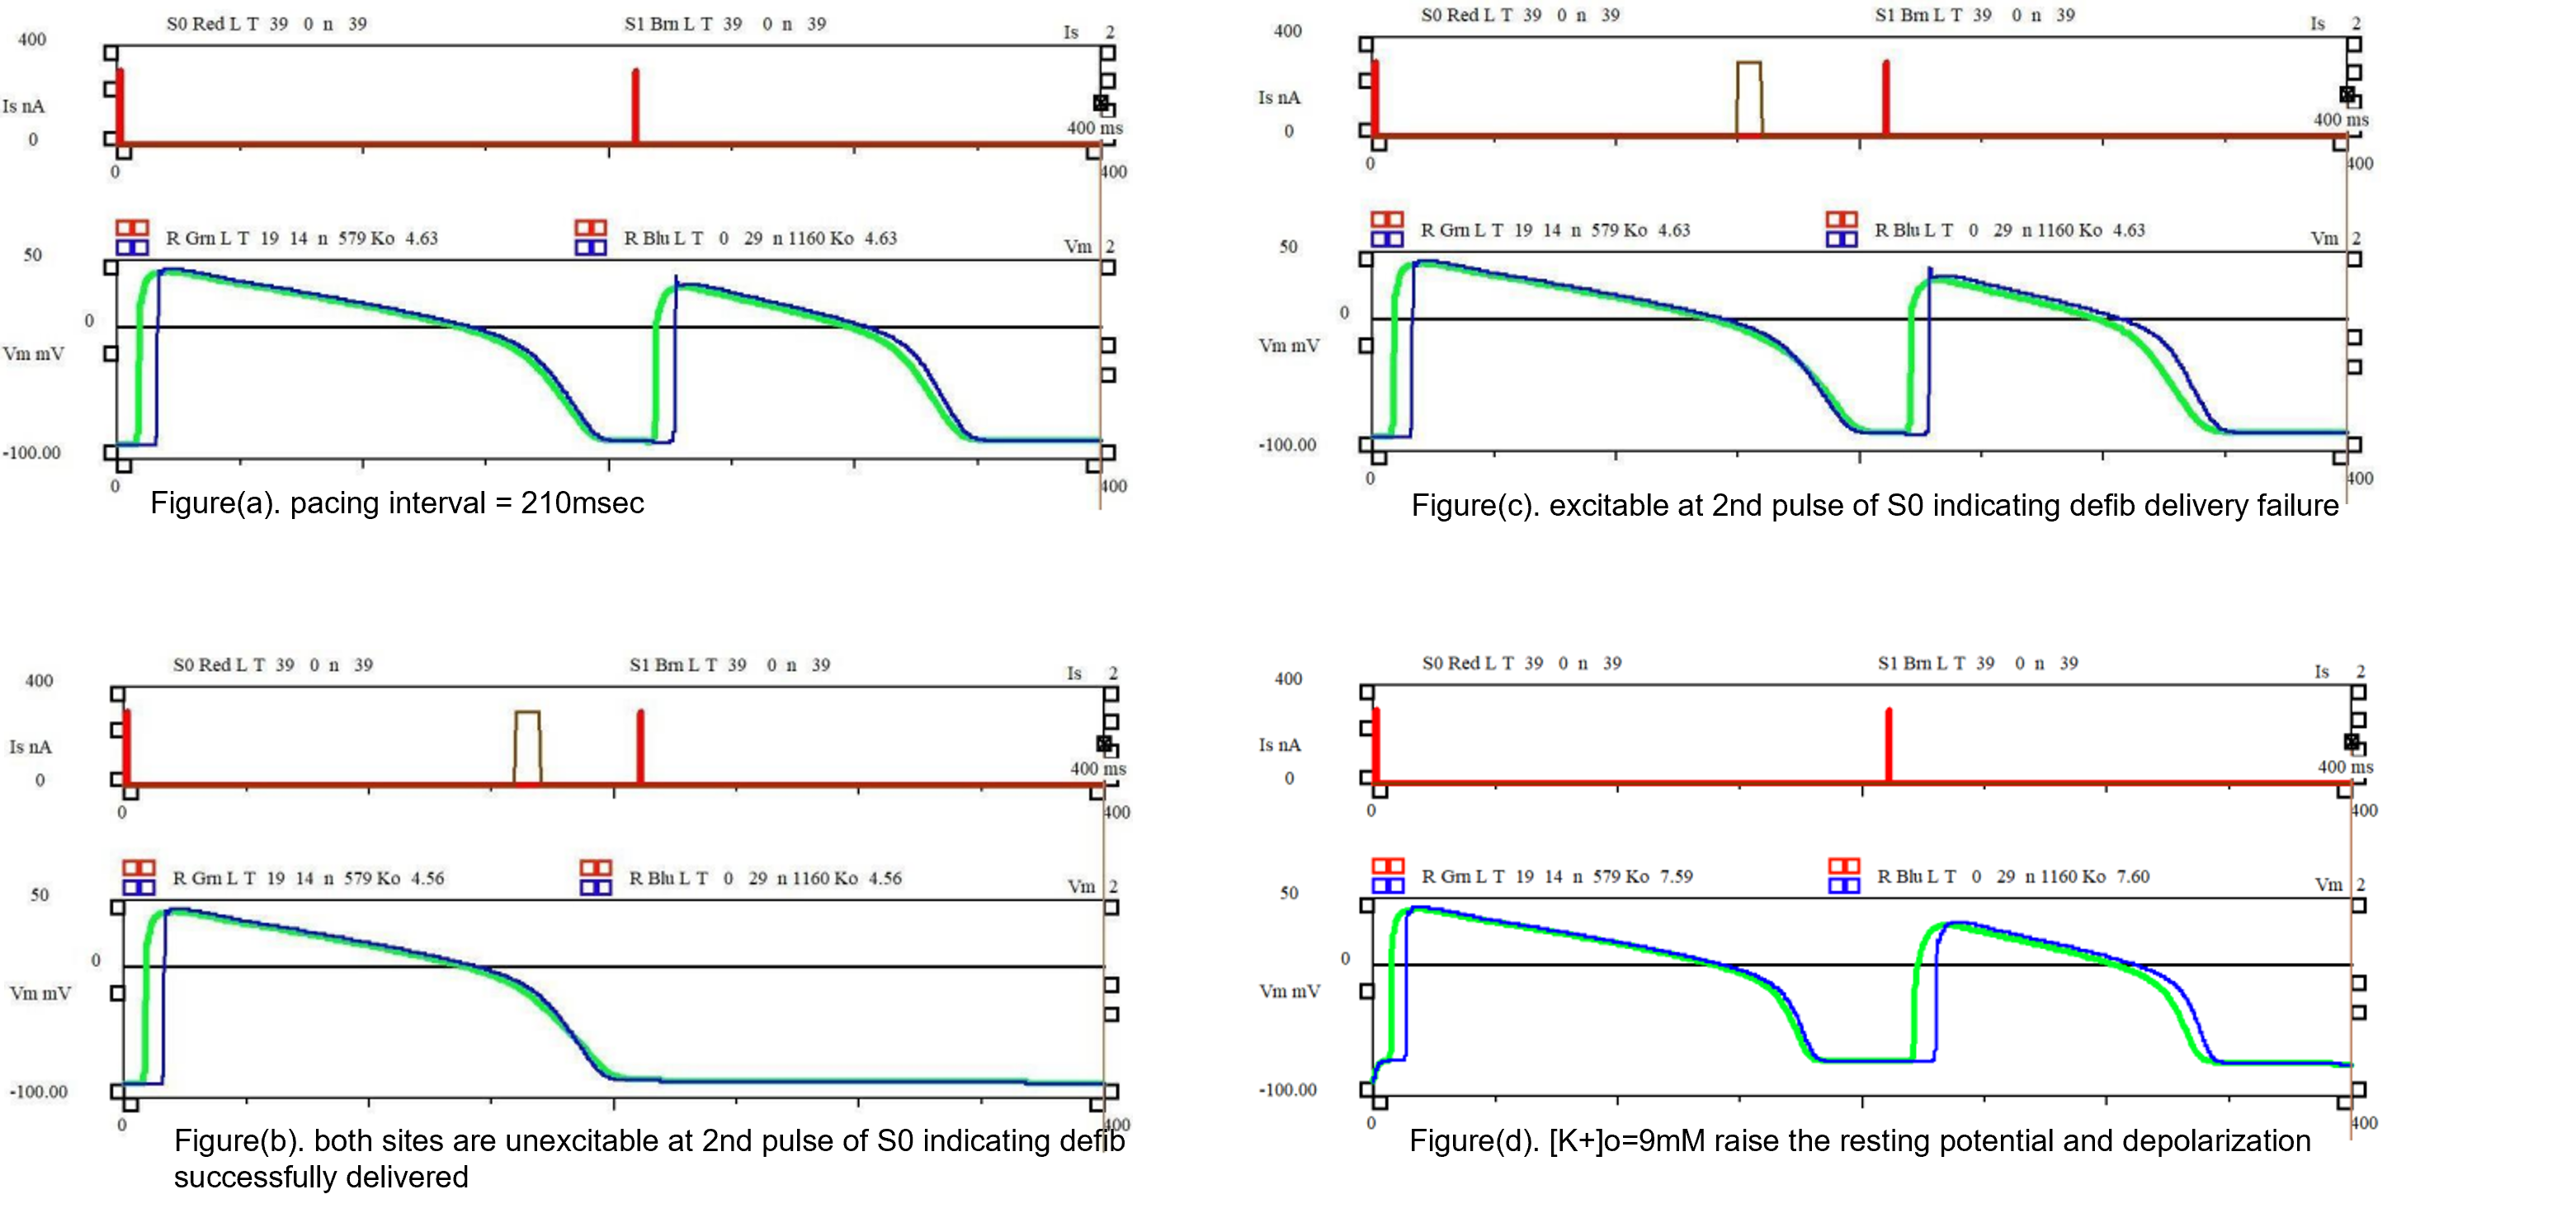 S0 Red L T 39 0 n 39
S1 Brn L T 39 0 n 39
Is 2
400
Is nA
0
400 ms
0
400
R Grn L T 19 14 n 579 Ko 4.63
R Blu L T 0 29 n 1160 Ko 4.63
Vm 2
50
0
Vm mV
-100.00
0
400
Figure(a). pacing interval = 210msec
S0 Red L T 39 0 n 39
S1 Brn L T 39 0 n 39
Is 2
400
Is nA
0
400 ms
0
400
R Grn L T 19 14 n 579 Ko 4.63
R Blu L T 0 29 n 1160 Ko 4.63
Vm 2
50
0
Vm mV
-100.00
0
400
Figure(c). excitable at 2nd pulse of S0 indicating defib delivery failure
S0 Red L T 39 0 n 39
S1 Brn L T 39 0 n 39
Is 2
400
Is nA
0
400 ms
0
400
R Grn L T 19 14 n 579 Ko 4.56
R Blu L T 0 29 n 1160 Ko 4.56
Vm 2
50
0
Vm mV
-100.00
0
400
Figure(b). both sites are unexcitable at 2nd pulse of S0 indicating defib
successfully delivered
S0 Red L T 39 0 n 39
S1 Brn L T 39 0 n 39
Is 2
400
Is nA
0
400 ms
0
400
R Grn L T 19 14 n 579 Ko 7.59
R Blu L T 0 29 n 1160 Ko 7.60
Vm 2
50
0
Vm mV
-100.00
0
400
Figure(d). [K+]o=9mM raise the resting potential and depolarization